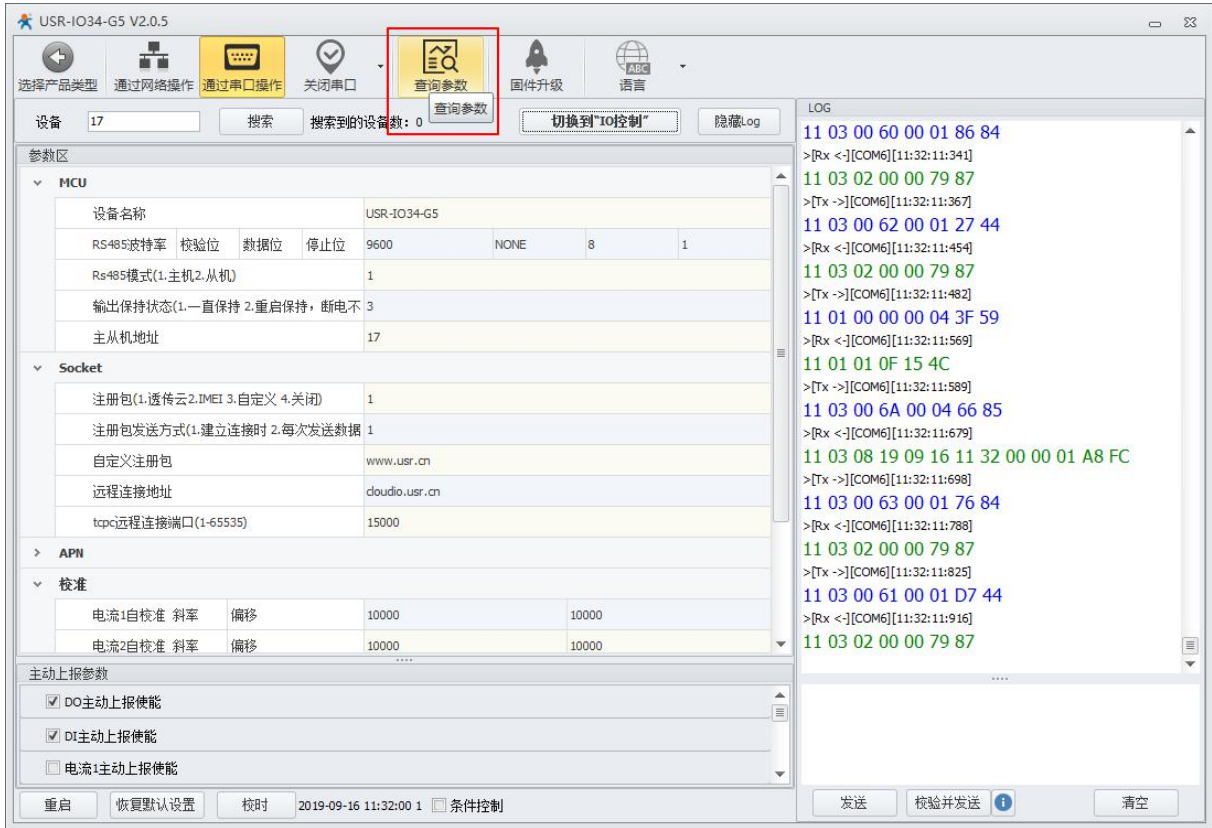 USR-IO34-G5 V2.0.5
选择产品类型 通过网络操作 通过串口操作 关闭串口 查询参数 固件升级 语言
ABC
查询参数
设备 17 搜索 搜索到的设备数: 0 切换到"IO控制" 隐藏Log
参数区
MCU
设备名称 USR-IO34-G5
RS485波特率 校验位 数据位 停止位 9600 NONE 8 1
Rs485模式(1.主机2.从机) 1
输出保持状态(1.一直保持 2.重启保持，断电不 3
主从机地址 17
Socket
注册包(1.透传云2.IMEI 3.自定义 4.关闭) 1
注册包发送方式(1.建立连接时 2.每次发送数据 1
自定义注册包 www.usr.cn
远程连接地址 cloudio.usr.cn
tcpc远程连接端口(1-65535) 15000
APN
校准
电流1自校准 斜率 偏移 10000 10000
电流2自校准 斜率 偏移 10000 10000
主动上报参数
DO主动上报使能
DI主动上报使能
电流1主动上报使能
重启 恢复默认设置 校时 2019-09-16 11:32:00 1 条件控制
LOG
11 03 00 60 00 01 86 84
>[Rx <-][COM6][11:32:11:341]
11 03 02 00 00 79 87
>[Tx ->][COM6][11:32:11:367]
11 03 00 62 00 01 27 44
>[Rx <-][COM6][11:32:11:454]
11 03 02 00 00 79 87
>[Tx ->][COM6][11:32:11:482]
11 01 00 00 00 04 3F 59
>[Rx <-][COM6][11:32:11:569]
11 01 01 0F 15 4C
>[Tx ->][COM6][11:32:11:589]
11 03 00 6A 00 04 66 85
>[Rx <-][COM6][11:32:11:679]
11 03 08 19 09 16 11 32 00 00 01 A8 FC
>[Tx ->][COM6][11:32:11:698]
11 03 00 63 00 01 76 84
>[Rx <-][COM6][11:32:11:788]
11 03 02 00 00 79 87
>[Tx ->][COM6][11:32:11:825]
11 03 00 61 00 01 D7 44
>[Rx <-][COM6][11:32:11:916]
11 03 02 00 00 79 87
发送 校验并发送 清空